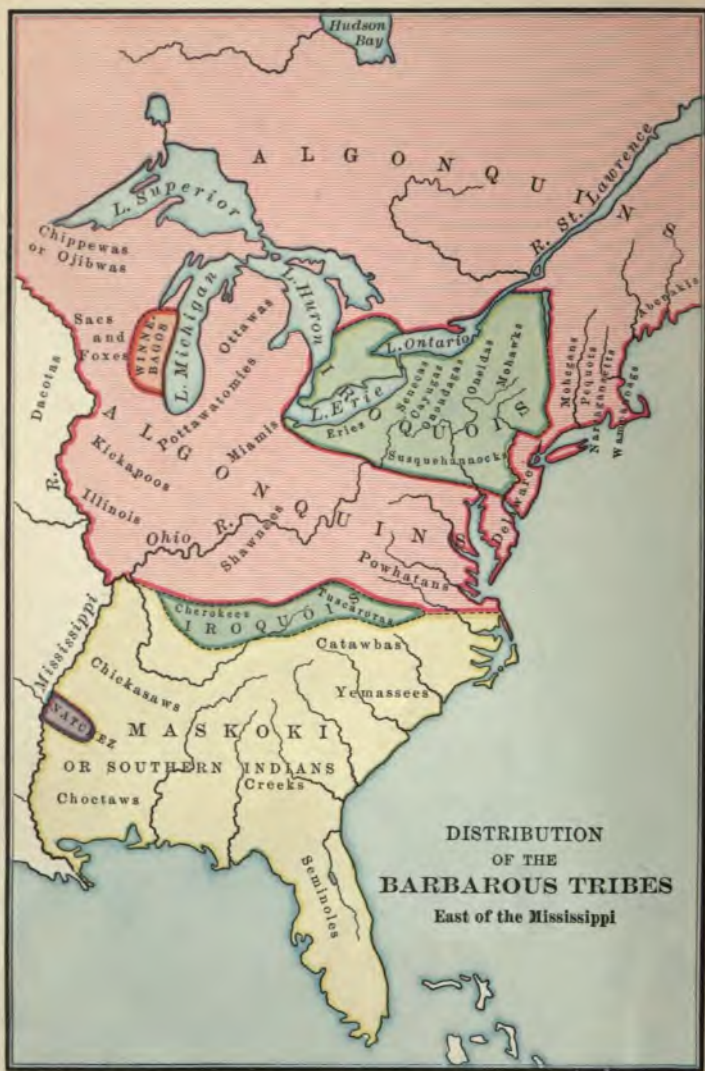 Hudson
Bay
ALGONQUINS
R. St. Lawrence
L. Superior
Chippewas
or Ojibwas
L. Michigan
L. Huron
Ottawas
Sacs
and
Foxes
WINNE-
BAGOS
Dacotas
R.
L. Ontario
L. Erie
IROQUOIS
Senecas
Cayugas
Onondagas
Oneidas
Mohawks
Eries
Susquehannocks
Abenakis
Mohegans
Pequots
Narragansetts
Wampanoags
ALGONQUINS
Pottawatomies
Miamis
Kickapoos
Illinois
Ohio R.
Shawnees
Delawares
Powhatans
Cherokees
Tuscaroras
IROQUOIS
Mississippi
Catawbas
Chickasaws
Yemassees
NATCHEZ
MASKOKI
OR SOUTHERN INDIANS
Creeks
Choctaws
Seminoles
DISTRIBUTION
OF THE
BARBAROUS TRIBES
East of the Mississippi